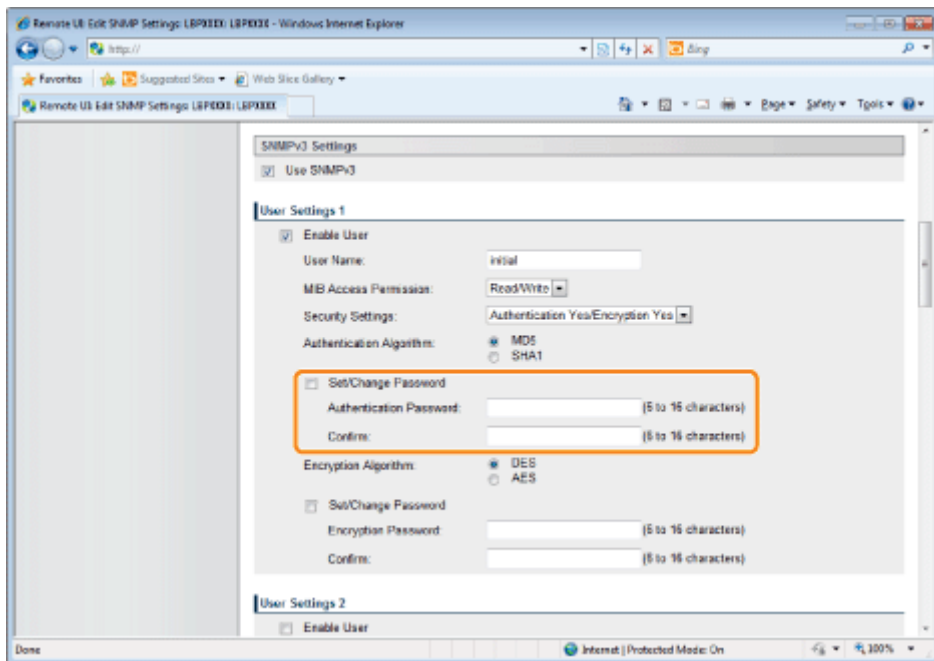 Remote UI: Edit SNMP Settings: LBPXXXX: LBPXXXX - Windows Internet Explorer
http://
Bing
Favorites Suggested Sites Web Slice Gallery
Remote UI: Edit SNMP Settings: LBPXXXX: LBPXXXX
Page Safety Tools
SNMPv3 Settings
Use SNMPv3
User Settings 1
Enable User
User Name: initial
MIB Access Permission: Read/Write
Security Settings: Authentication Yes/Encryption Yes
Authentication Algorithm: MD5
SHA1
Set/Change Password
Authentication Password: (6 to 16 characters)
Confirm: (6 to 16 characters)
Encryption Algorithm: DES
AES
Set/Change Password
Encryption Password: (6 to 16 characters)
Confirm: (6 to 16 characters)
User Settings 2
Enable User
Done Internet | Protected Mode: On 100%